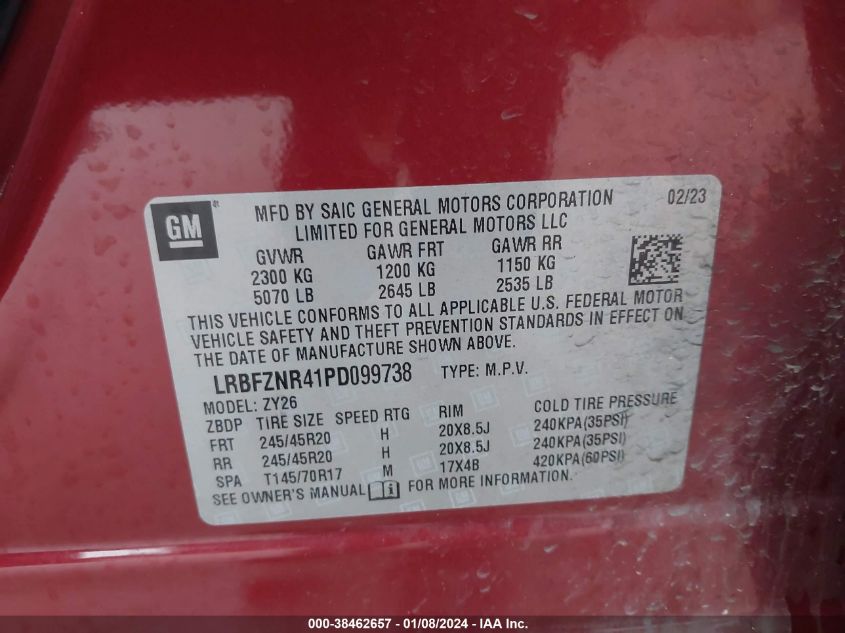 GM
MFD BY SAIC GENERAL MOTORS CORPORATION 02/23
LIMITED FOR GENERAL MOTORS LLC
GVWR GAWR FRT GAWR RR
2300 KG 1200 KG 1150 KG
5070 LB 2645 LB 2535 LB
THIS VEHICLE CONFORMS TO ALL APPLICABLE U.S. FEDERAL MOTOR
VEHICLE SAFETY AND THEFT PREVENTION STANDARDS IN EFFECT ON
THE DATE OF MANUFACTURE SHOWN ABOVE.
LRBFZNR41PD099738 TYPE: M.P.V.
MODEL: ZY26
ZBDP TIRE SIZE SPEED RTG RIM COLD TIRE PRESSURE
FRT 245/45R20 H 20X8.5J 240KPA(35PSI)
RR 245/45R20 H 20X8.5J 240KPA(35PSI)
SPA T145/70R17 M 17X4B 420KPA(60PSI)
SEE OWNER'S MANUAL FOR MORE INFORMATION.
000-38462657 - 01/08/2024 - IAA Inc.